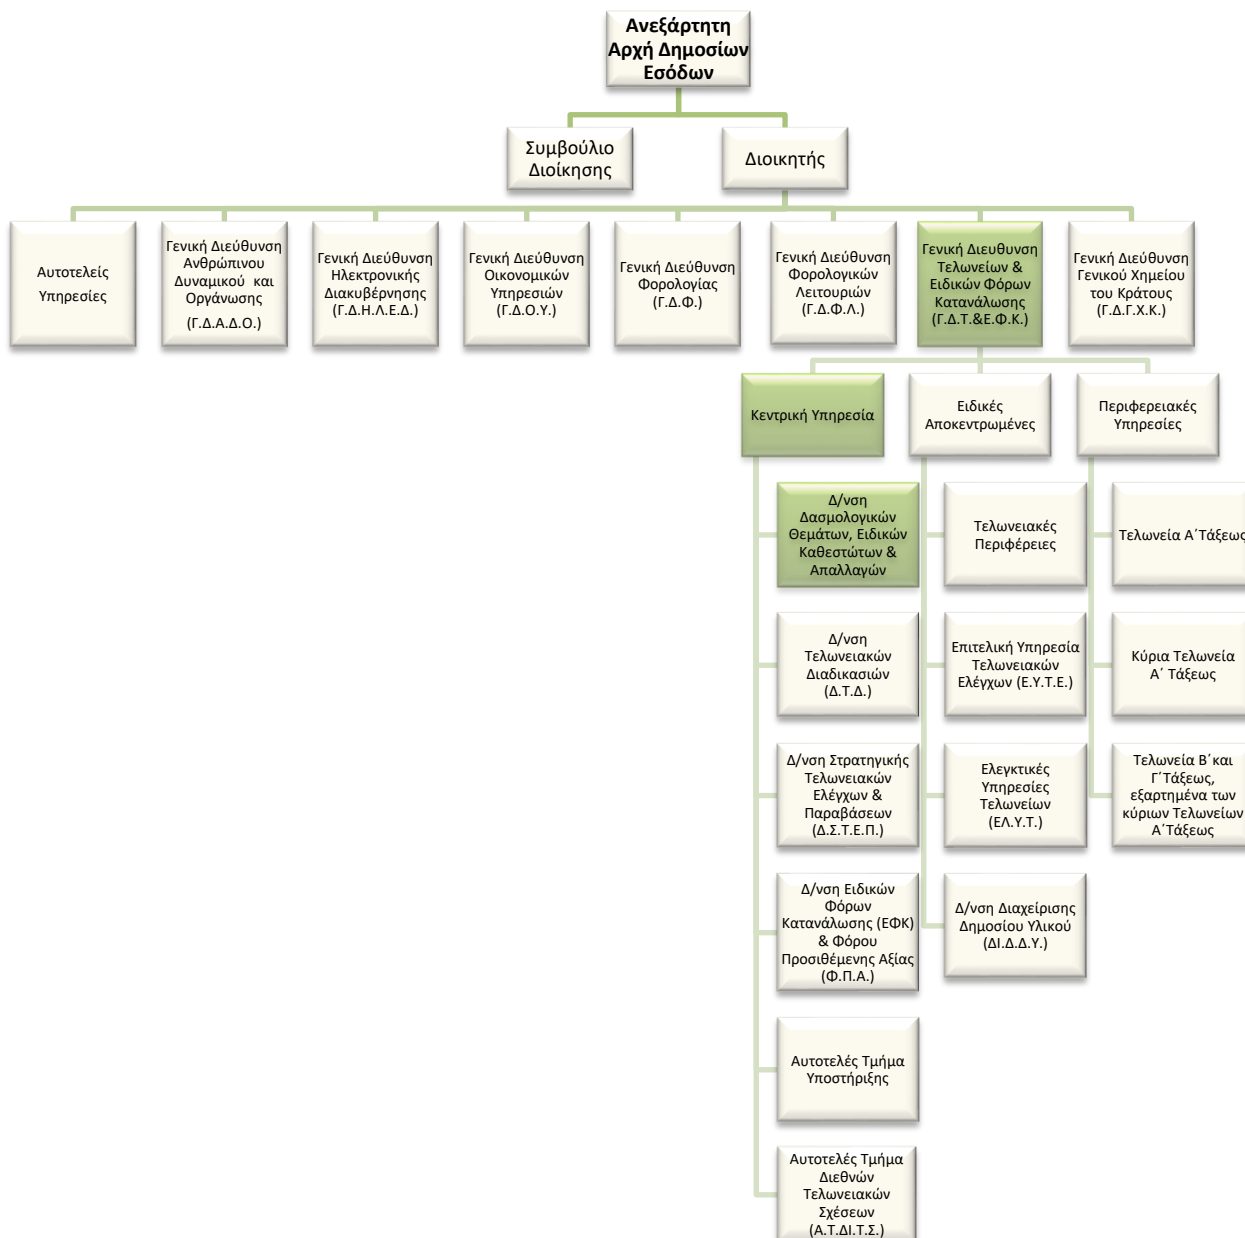 Ανεξάρτητη
Αρχή Δημοσίων
Εσόδων
Συμβούλιο
Διοίκησης
Διοικητής
Αυτοτελείς
Υπηρεσίες
Γενική Διεύθυνση
Ανθρώπινου
Δυναμικού και
Οργάνωσης
(Γ.Δ.Α.Δ.Ο.)
Γενική Διεύθυνση
Ηλεκτρονικής
Διακυβέρνησης
(Γ.Δ.Η.Λ.Ε.Δ.)
Γενική Διεύθυνση
Οικονομικών
Υπηρεσιών
(Γ.Δ.Ο.Υ.)
Γενική Διεύθυνση
Φορολογίας
(Γ.Δ.Φ.)
Γενική Διεύθυνση
Φορολογικών
Λειτουριών
(Γ.Δ.Φ.Λ.)
Γενική Διευθυνση
Τελωνείων &
Ειδικών Φόρων
Κατανάλωσης
(Γ.Δ.Τ.&Ε.Φ.Κ.)
Γενική Διεύθυνση
Γενικού Χημείου
του Κράτους
(Γ.Δ.Γ.Χ.Κ.)
Κεντρική Υπηρεσία
Ειδικές
Αποκεντρωμένες
Περιφερειακές
Υπηρεσίες
Δ/νση
Δασμολογικών
Θεμάτων, Ειδικών
Καθεστώτων &
Απαλλαγών
Τελωνειακές
Περιφέρειες
Τελωνεία Α΄Τάξεως
Δ/νση
Τελωνειακών
Διαδικασιών
(Δ.Τ.Δ.)
Επιτελική Υπηρεσία
Τελωνειακών
Ελέγχων (Ε.Υ.Τ.Ε.)
Κύρια Τελωνεία
Α΄ Τάξεως
Δ/νση Στρατηγικής
Τελωνειακών
Ελέγχων &
Παραβάσεων
(Δ.Σ.Τ.Ε.Π.)
Ελεγκτικές
Υπηρεσίες
Τελωνείων
(ΕΛ.Υ.Τ.)
Τελωνεία Β΄και
Γ΄Τάξεως,
εξαρτημένα των
κύριων Τελωνείων
Α΄Τάξεως
Δ/νση Ειδικών
Φόρων
Κατανάλωσης (ΕΦΚ)
& Φόρου
Προσιθέμενης Αξίας
(Φ.Π.Α.)
Δ/νση Διαχείρισης
Δημοσίου Υλικού
(ΔΙ.Δ.Δ.Υ.)
Αυτοτελές Τμήμα
Υποστήριξης
Αυτοτελές Τμήμα
Διεθνών
Τελωνειακών
Σχέσεων
(Α.Τ.ΔΙ.Τ.Σ.)